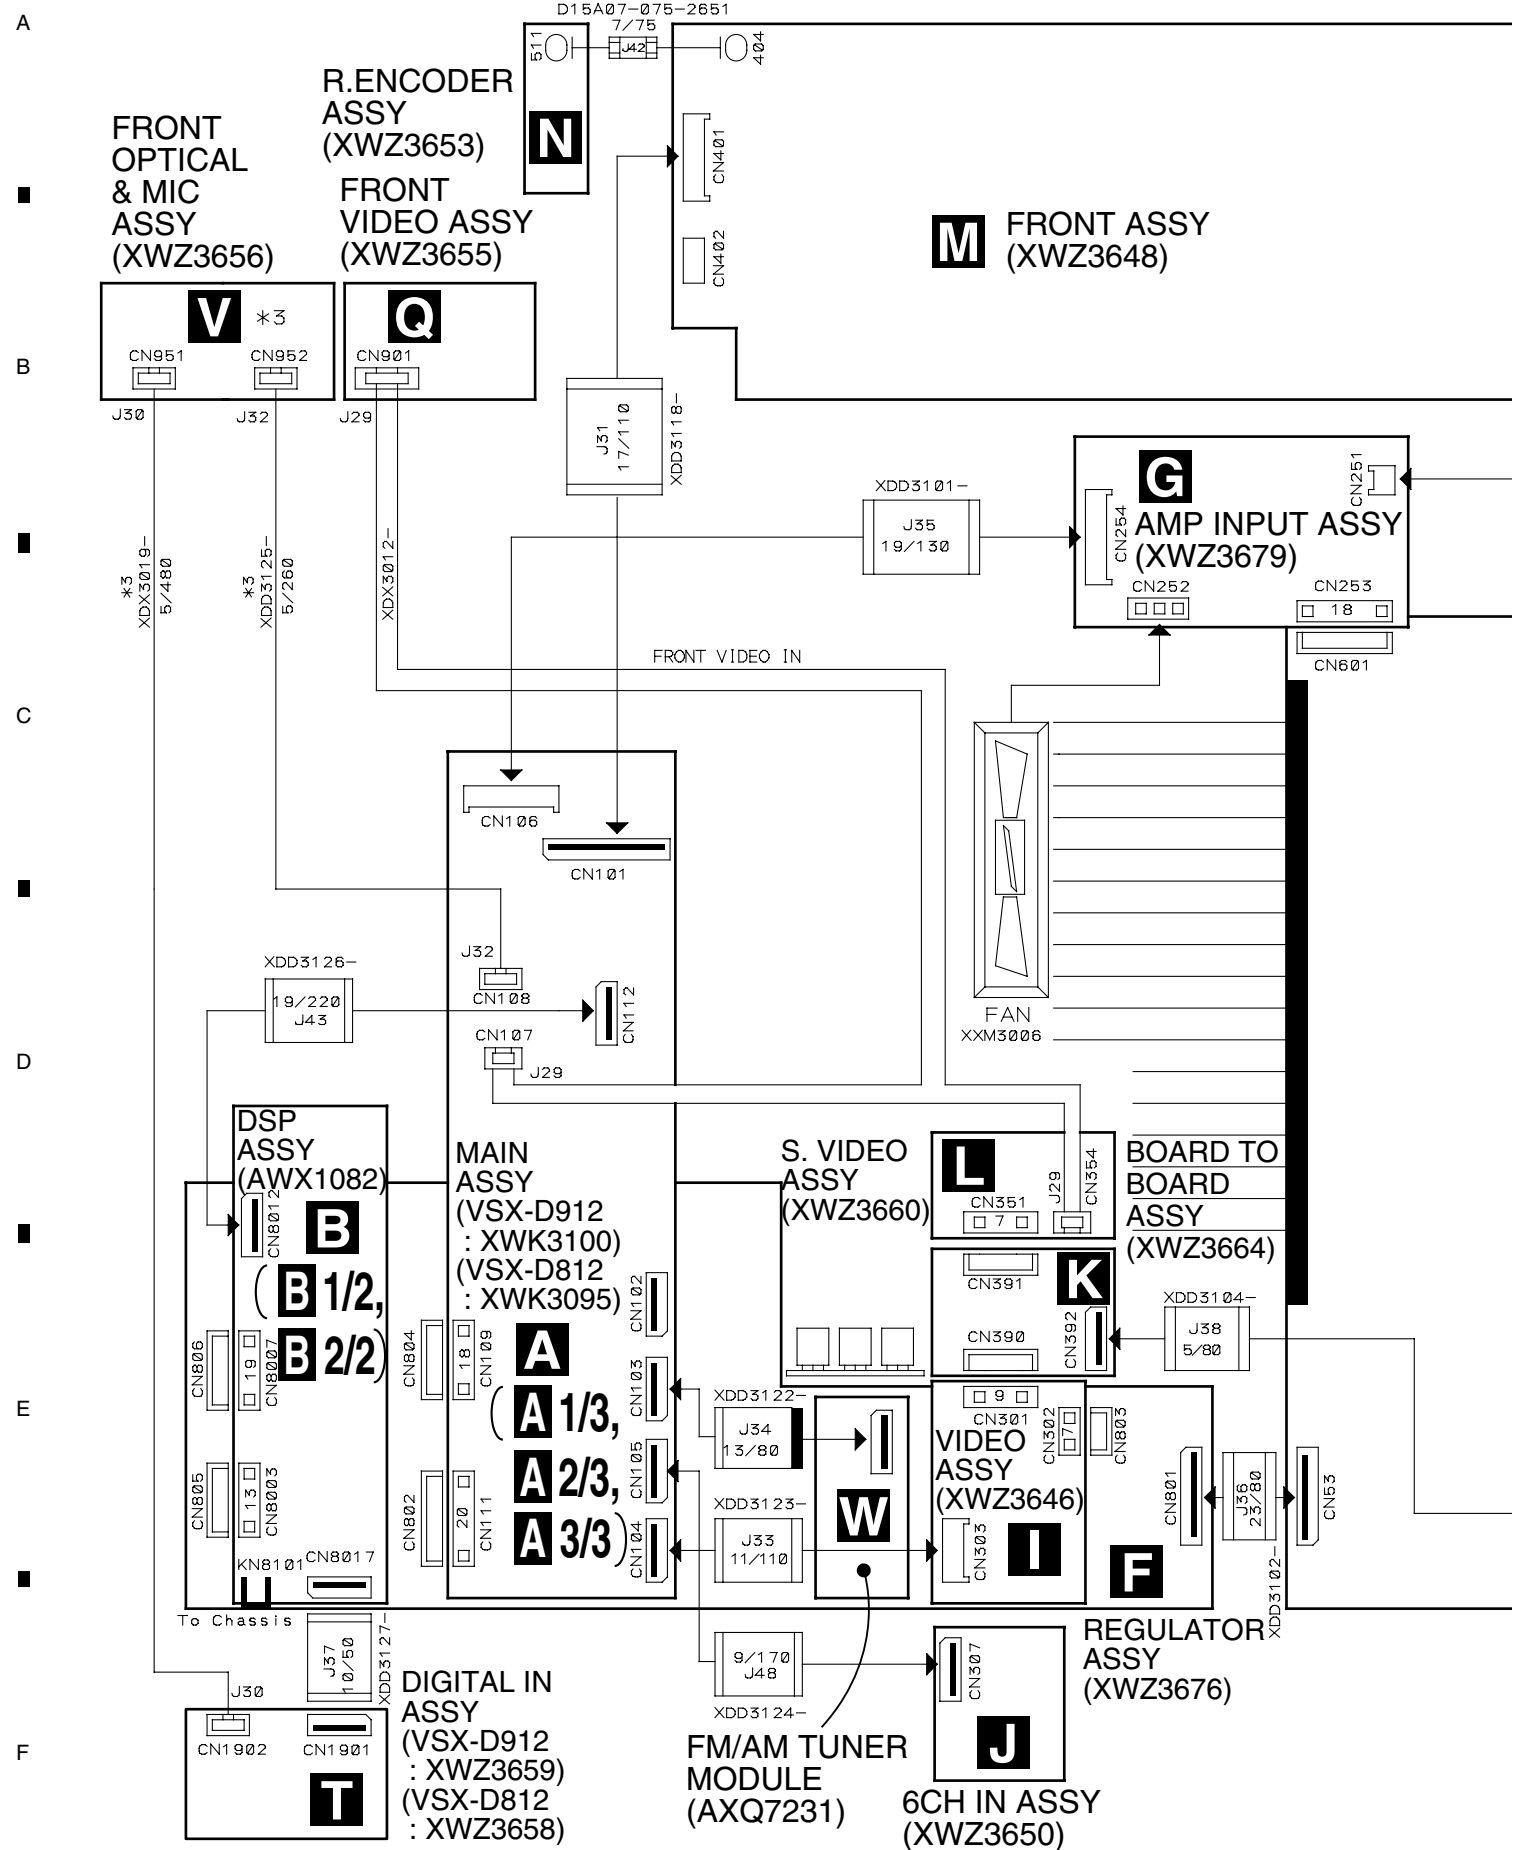 A
D15A07-075-2651
7/75
J42
511
404
R.ENCODER
ASSY
(XWZ3653)
N
CN401
CN402
FRONT
OPTICAL
& MIC
ASSY
(XWZ3656)
FRONT
VIDEO ASSY
(XWZ3655)
M
FRONT ASSY
(XWZ3648)
V
*3
Q
B
CN951
CN952
CN901
J30
J32
J29
J31
17/110
XDD3118-
XDD3101-
J35
19/130
G
CN251
CN254
AMP INPUT ASSY
(XWZ3679)
CN252
CN253
18
CN601
*3
XDX3019-
5/480
*3
XDD3125-
5/260
XDX3012-
FRONT VIDEO IN
C
CN106
CN101
J32
CN108
XDD3126-
19/220
J43
CN112
CN107
J29
FAN
XXM3006
D
DSP
ASSY
(AWX1082)
CN8012
B
B 1/2,
B 2/2
MAIN
ASSY
(VSX-D912
: XWK3100)
(VSX-D812
: XWK3095)
S. VIDEO
ASSY
(XWZ3660)
L
CN351
7
J29
CN354
BOARD TO
BOARD
ASSY
(XWZ3664)
K
CN391
CN390
CN392
XDD3104-
J38
5/80
CN806
19
CN8007
CN804
18
CN109
A
CN102
CN103
E
A 1/3,
A 2/3,
A 3/3
CN105
CN104
XDD3122-
J34
13/80
W
9
CN301
CN302
7
CN803
VIDEO
ASSY
(XWZ3646)
CN805
13
CN8003
CN802
20
CN111
XDD3123-
J33
11/110
CN303
I
F
CN801
J36
23/80
XDD3102-
CN53
KN8101
CN8017
To Chassis
J37
10/50
XDD3127-
9/170
J48
XDD3124-
CN307
REGULATOR
ASSY
(XWZ3676)
J30
DIGITAL IN
ASSY
(VSX-D912
: XWZ3659)
(VSX-D812
: XWZ3658)
F
CN1902
CN1901
T
FM/AM TUNER
MODULE
(AXQ7231)
J
6CH IN ASSY
(XWZ3650)